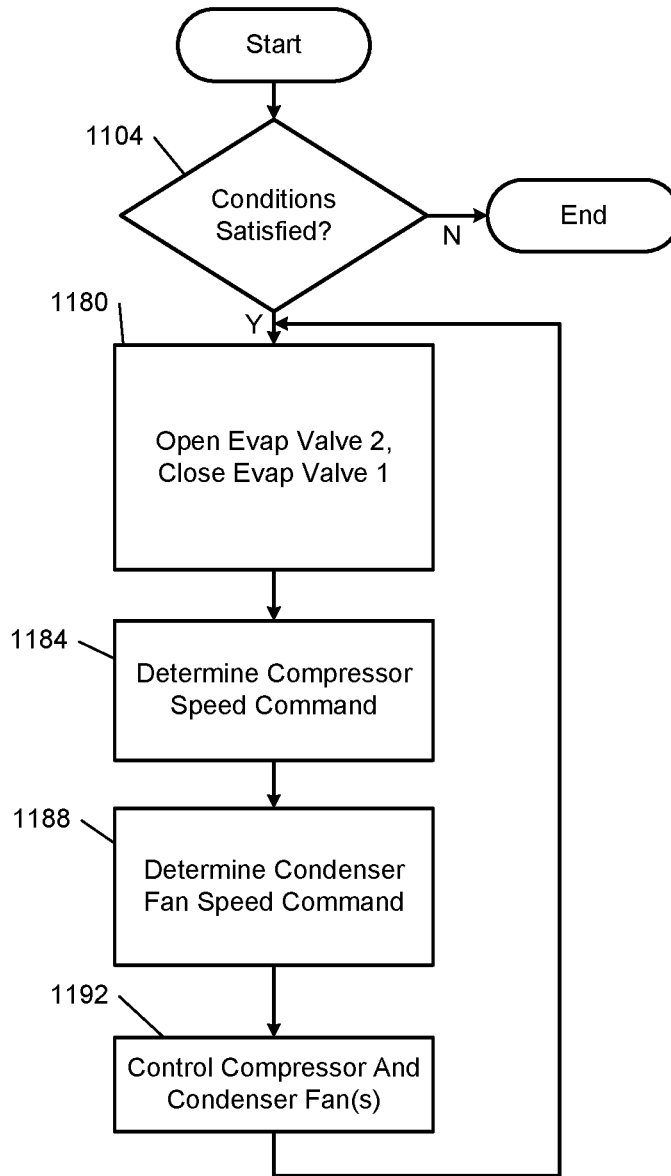 Start
1104
Conditions
Satisfied?
N
End
Y
1180
Open Evap Valve 2,
Close Evap Valve 1
1184
Determine Compressor
Speed Command
1188
Determine Condenser
Fan Speed Command
1192
Control Compressor And
Condenser Fan(s)